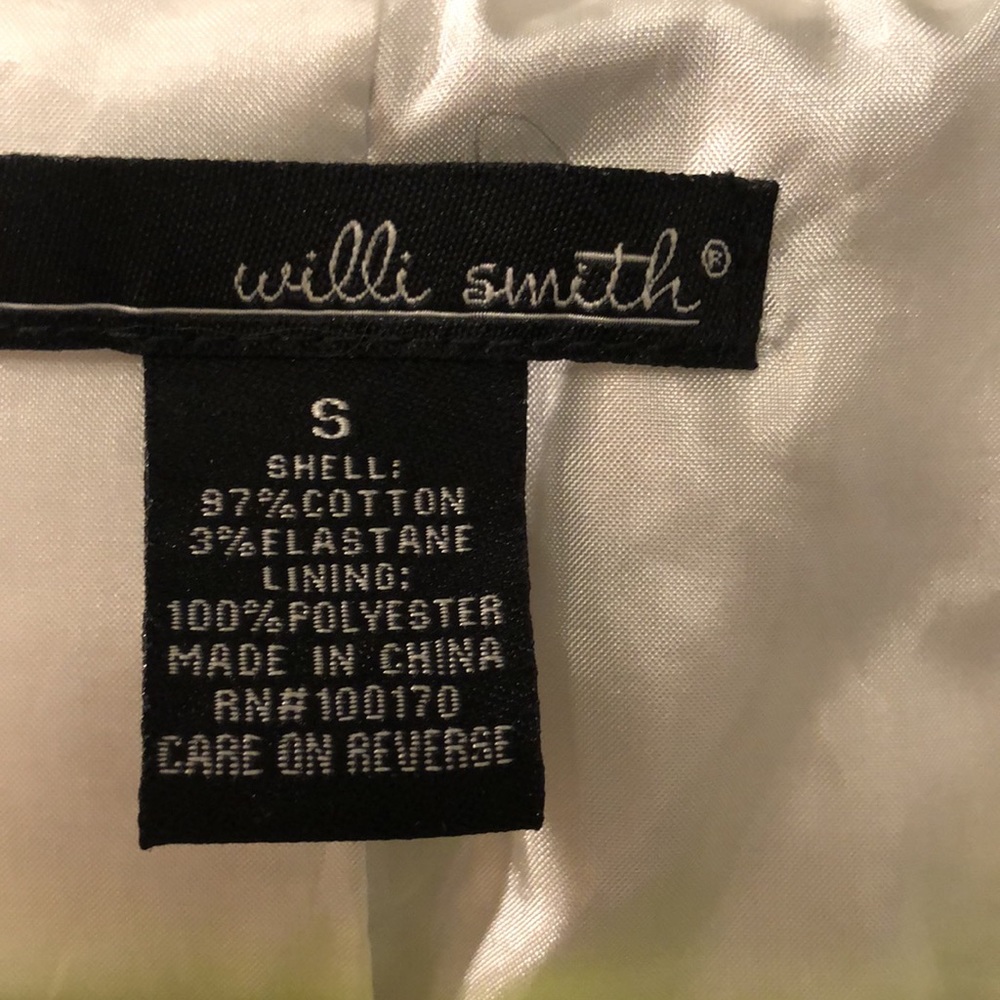 willi smith®
S
SHELL:
97%COTTON
3%ELASTANE
LINING:
100%POLYESTER
MADE IN CHINA
RN#100170
CARE ON REVERSE